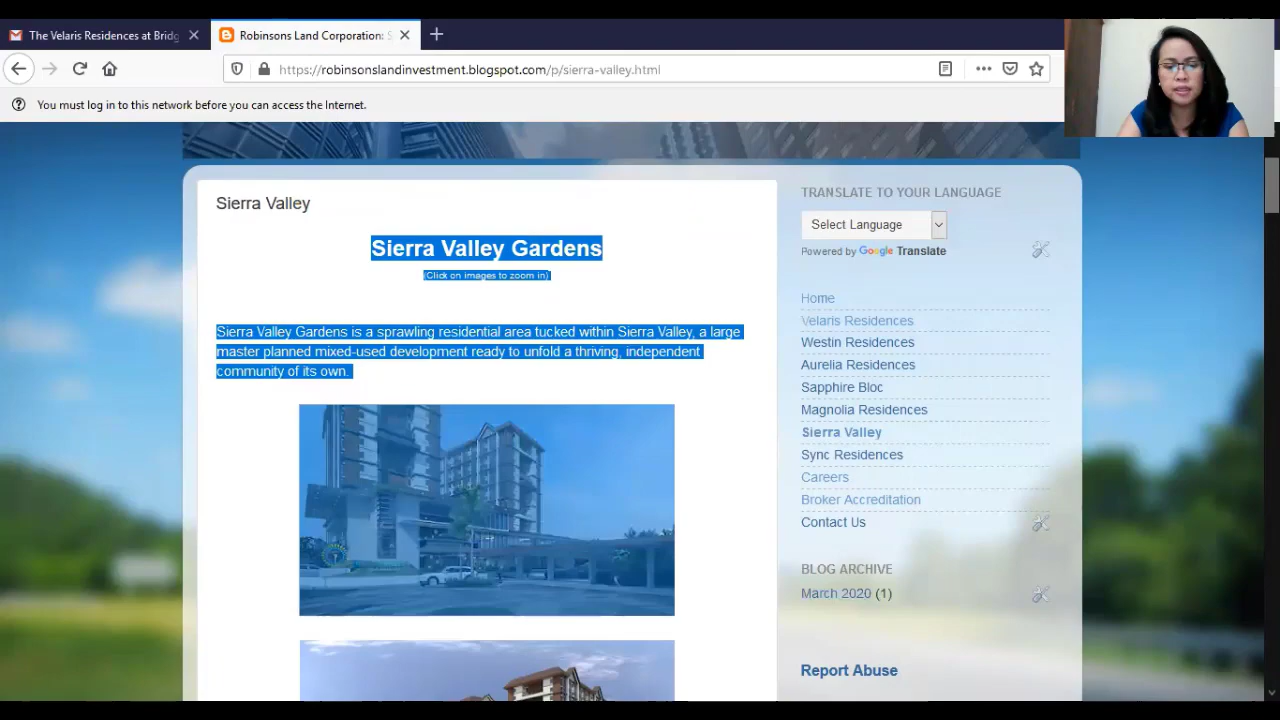 The Velaris Residences at Bridg
Robinsons Land Corporation: S
https://robinsonslandinvestment.blogspot.com/p/sierra-valley.html
You must log in to this network before you can access the Internet.
Sierra Valley
Sierra Valley Gardens
(Click on images to zoom in)
Sierra Valley Gardens is a sprawling residential area tucked within Sierra Valley, a large
master planned mixed-used development ready to unfold a thriving, independent
community of its own.
TRANSLATE TO YOUR LANGUAGE
Select Language
Powered by Google Translate
Home
Velaris Residences
Westin Residences
Aurelia Residences
Sapphire Bloc
Magnolia Residences
Sierra Valley
Sync Residences
Careers
Broker Accreditation
Contact Us
BLOG ARCHIVE
March 2020 (1)
Report Abuse